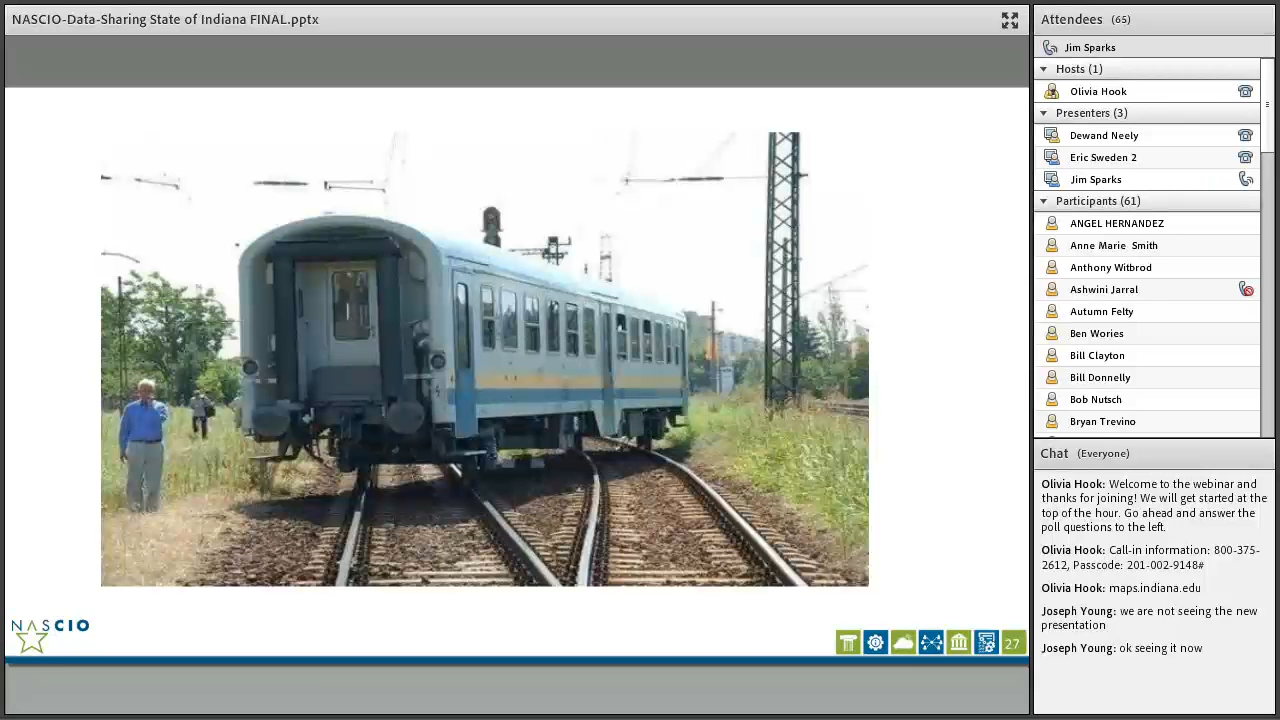 NASCIO-Data-Sharing State of Indiana FINAL.pptx
NASCIO
27
Attendees (65)
Jim Sparks
Hosts (1)
Olivia Hook
Presenters (3)
Dewand Neely
Eric Sweden 2
Jim Sparks
Participants (61)
ANGEL HERNANDEZ
Anne Marie Smith
Anthony Witbrod
Ashwini Jarral
Autumn Felty
Ben Wories
Bill Clayton
Bill Donnelly
Bob Nutsch
Bryan Trevino
Chat (Everyone)
Olivia Hook: Welcome to the webinar and
thanks for joining! We will get started at the
top of the hour. Go ahead and answer the
poll questions to the left.
Olivia Hook: Call-in information: 800-375-
2612, Passcode: 201-002-9148#
Olivia Hook: maps.indiana.edu
Joseph Young: we are not seeing the new
presentation
Joseph Young: ok seeing it now